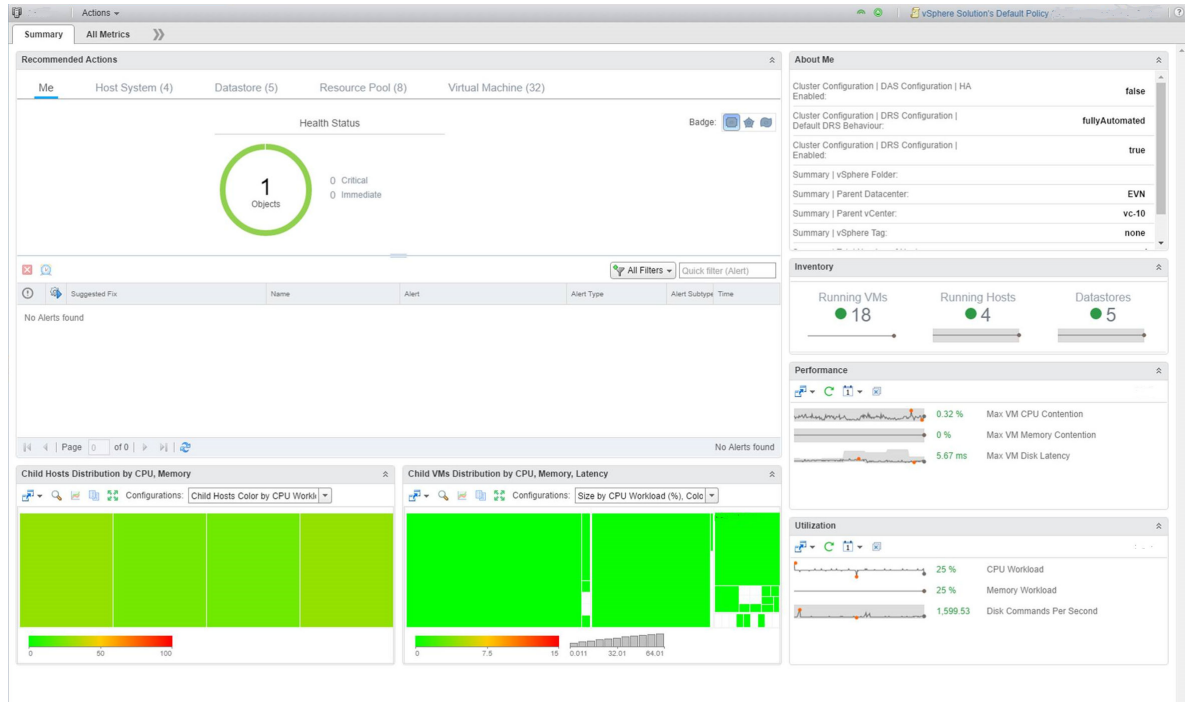 Actions
vSphere Solution's Default Policy
Summary
All Metrics
Recommended Actions
Me
Host System (4)
Datastore (5)
Resource Pool (8)
Virtual Machine (32)
Health Status
Badge:
1
Objects
0 Critical
0 Immediate
All Filters
Quick filter (Alert)
Suggested Fix
Name
Alert
Alert Type
Alert Subtype
Time
No Alerts found
Page 0 of 0
No Alerts found
Child Hosts Distribution by CPU, Memory
Configurations: Child Hosts Color by CPU Workl
0 50 100
Child VMs Distribution by CPU, Memory, Latency
Configurations: Size by CPU Workload (%), Colo
0 7.5 15
0.011 32.01 64.01
About Me
Cluster Configuration | DAS Configuration | HA
Enabled:
false
Cluster Configuration | DRS Configuration |
Default DRS Behaviour:
fullyAutomated
Cluster Configuration | DRS Configuration |
Enabled:
true
Summary | vSphere Folder:
Summary | Parent Datacenter:
EVN
Summary | Parent vCenter:
vc-10
Summary | vSphere Tag:
none
Inventory
Running VMs
18
Running Hosts
4
Datastores
5
Performance
0.32 % Max VM CPU Contention
0 % Max VM Memory Contention
5.67 ms Max VM Disk Latency
Utilization
25 % CPU Workload
25 % Memory Workload
1,599.53 Disk Commands Per Second